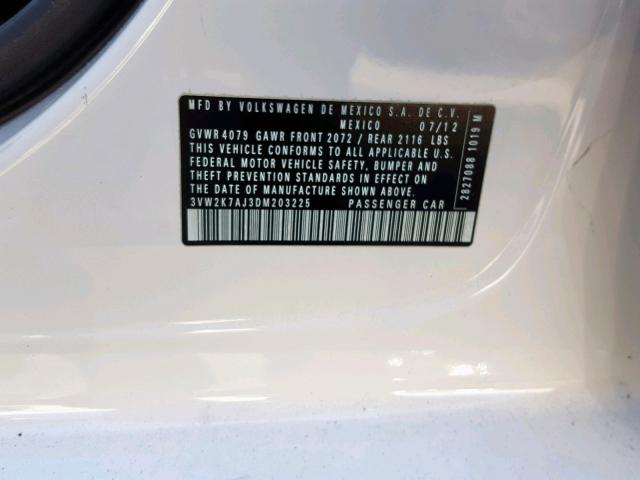 MFD BY VOLKSWAGEN DE MEXICO S.A. DE C.V.
MEXICO 07/12
GVWR 4079 GAWR FRONT 2072 / REAR 2116 LBS
THIS VEHICLE CONFORMS TO ALL APPLICABLE U.S.
FEDERAL MOTOR VEHICLE SAFETY, BUMPER AND
THEFT PREVENTION STANDARDS IN EFFECT ON
THE DATE OF MANUFACTURE SHOWN ABOVE.
3VW2K7AJ3DM203225 PASSENGER CAR
2827088 1019 M